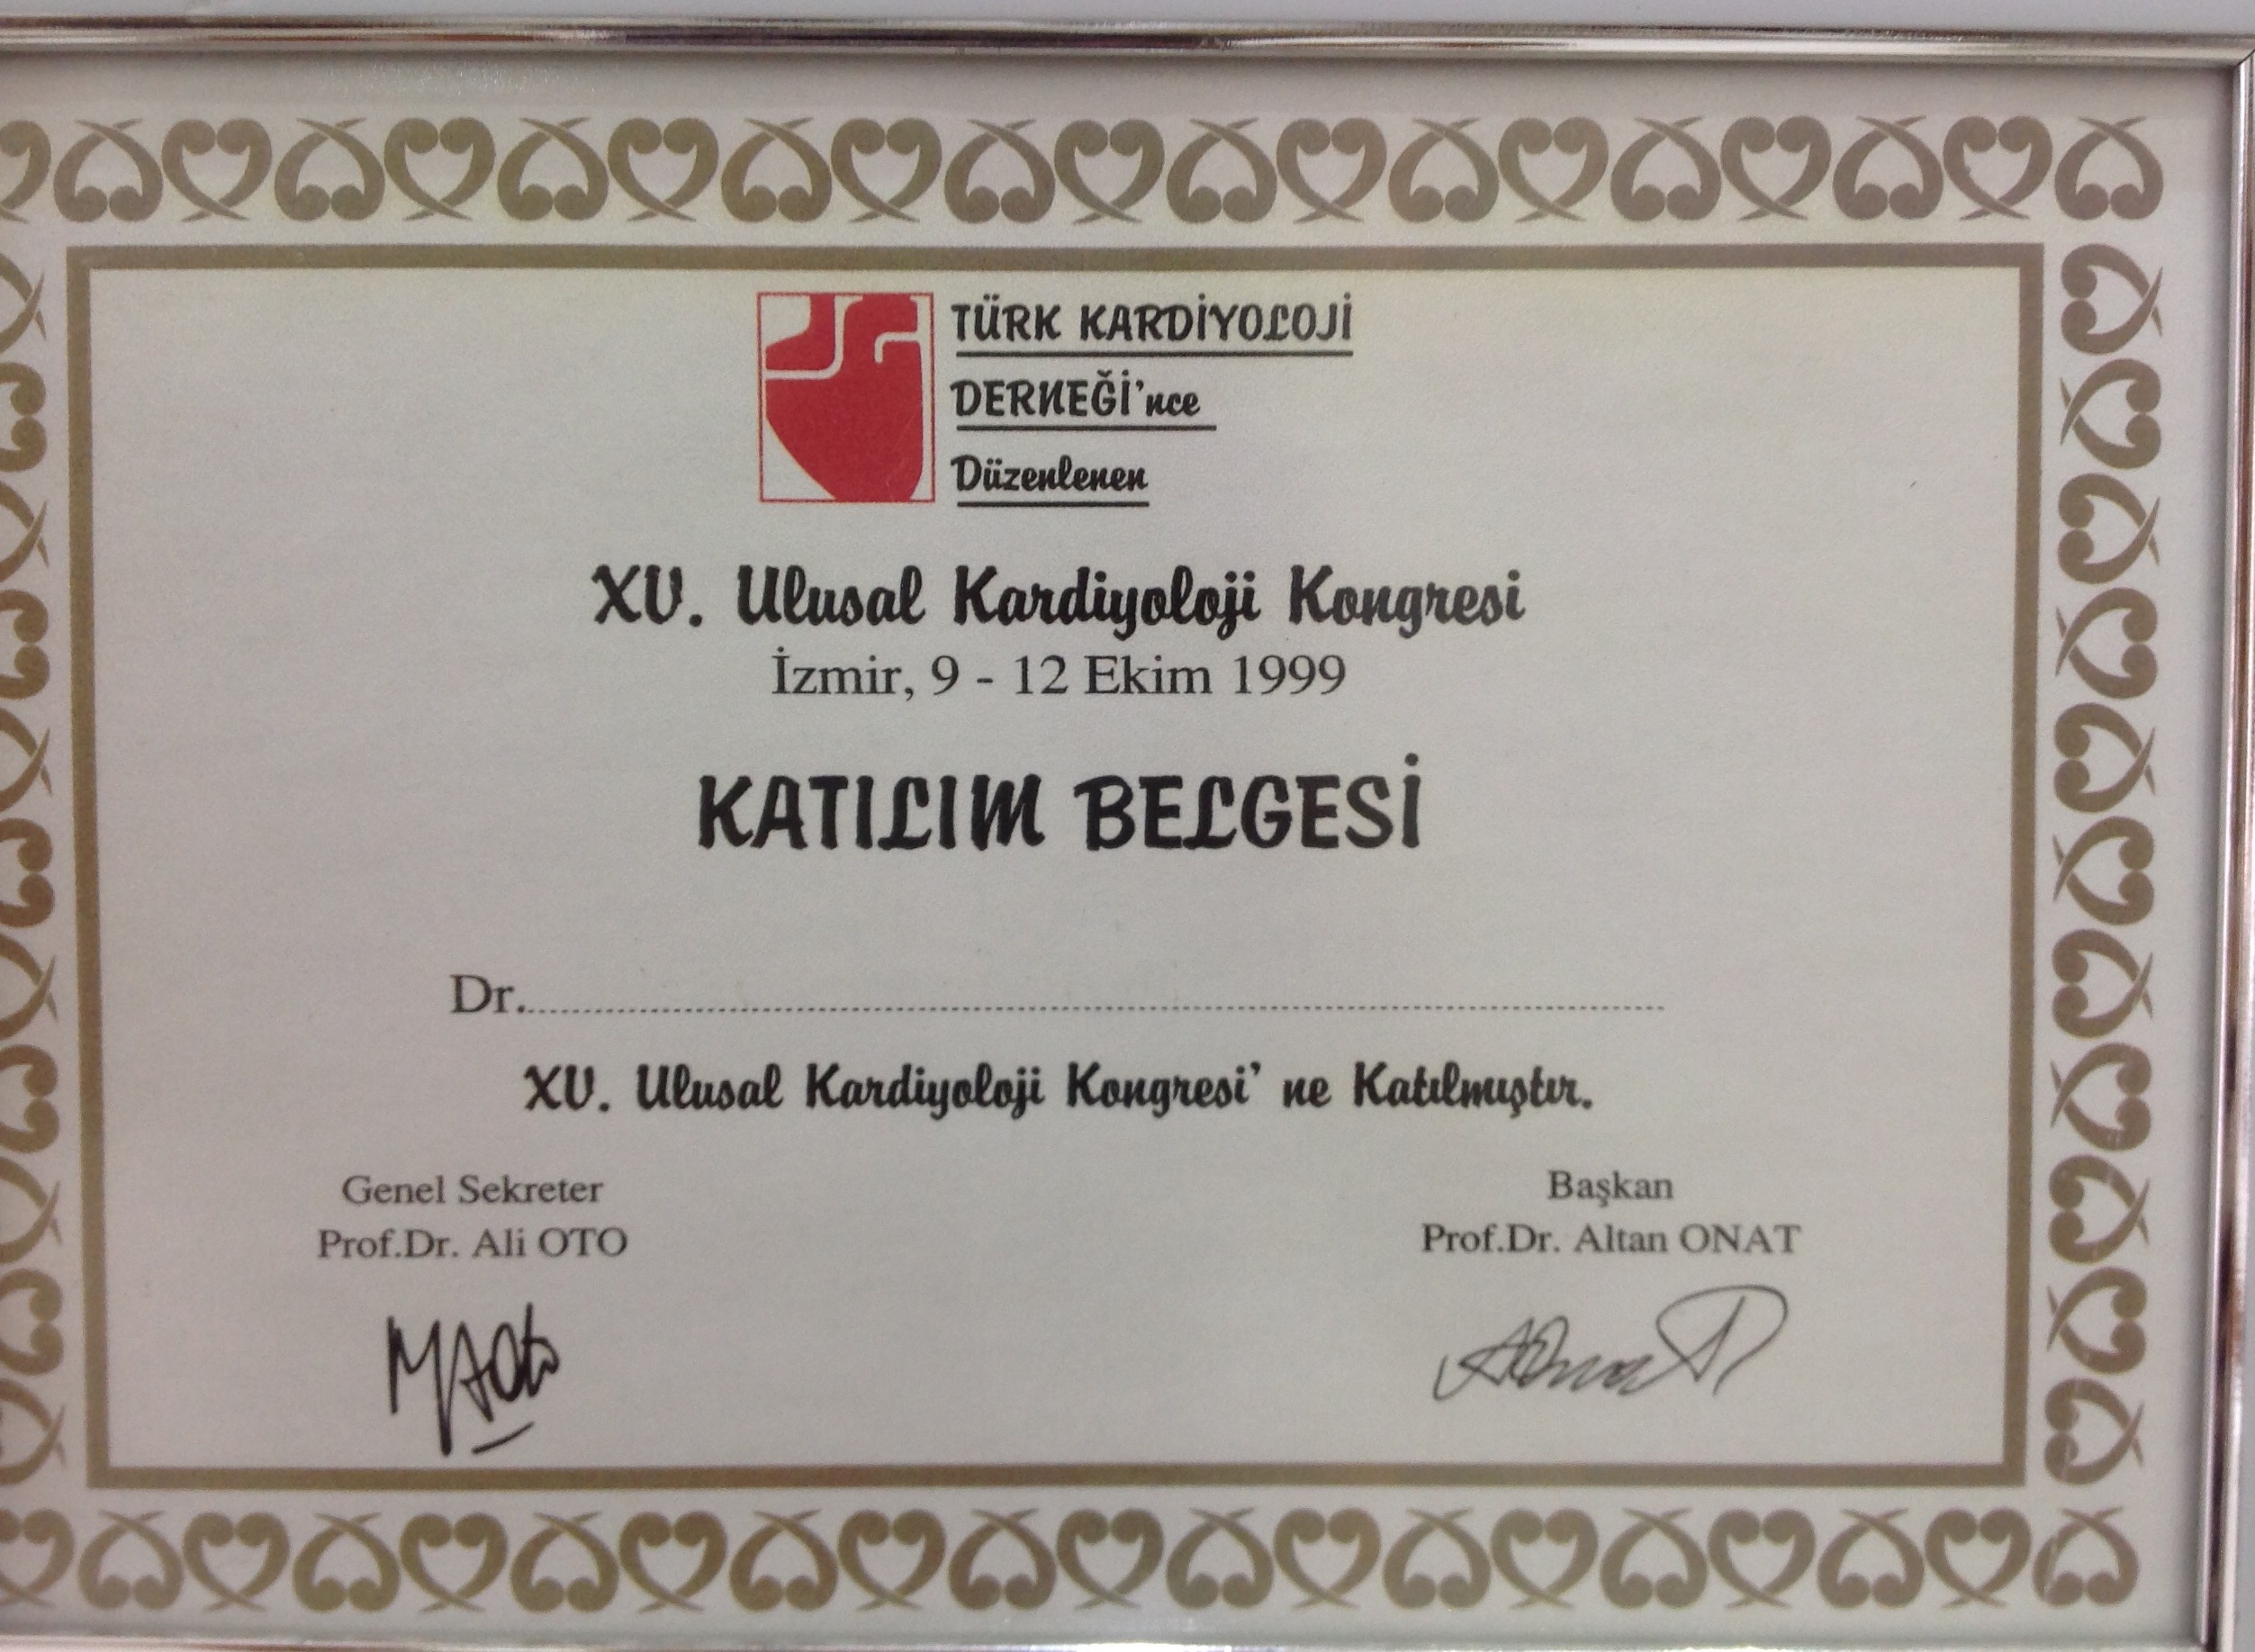 TÜRK KARDİYOLOJİ
DERNEĞİ'nce
Düzenlenen
XV. Ulusal Kardiyoloji Kongresi
İzmir, 9 - 12 Ekim 1999
KATILIM BELGESİ
Dr.
XV. Ulusal Kardiyoloji Kongresi' ne Katılmıştır.
Genel Sekreter
Prof.Dr. Ali OTO
Başkan
Prof.Dr. Altan ONAT